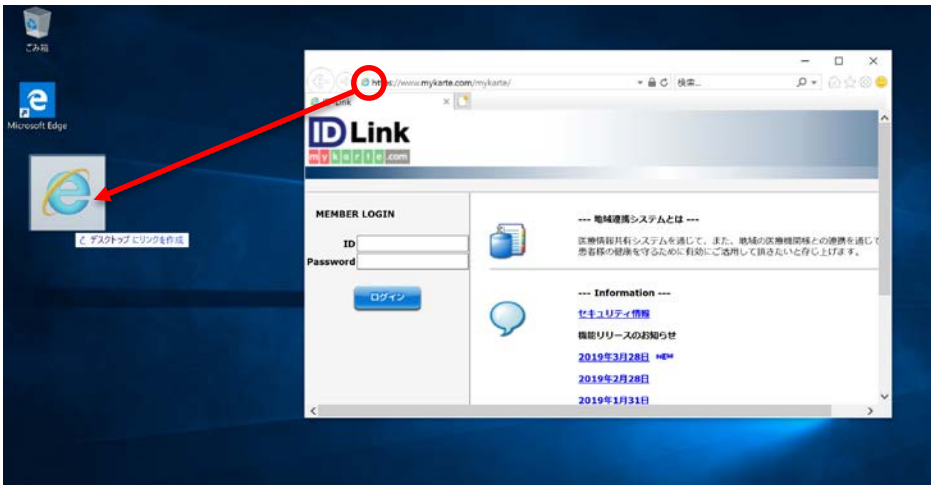 ごみ箱
Microsoft Edge
デスクトップ にリンクを作成
https://www.mykarte.com/mykarte/
検索...
Link
ID Link
mykarte.com
MEMBER LOGIN
ID
Password
ログイン
--- 地域連携システムとは ---
医療情報共有システムを通じて、また、地域の医療機関様との連携を通じて
患者様の健康を守るために有効にご活用して頂きたいと存じ上げます。
--- Information ---
セキュリティ情報
機能リリースのお知らせ
2019年3月28日 NEW
2019年2月28日
2019年1月31日